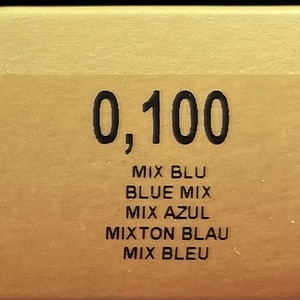 0,100
MIX BLU
BLUE MIX
MIX AZUL
MIXTON BLAU
MIX BLEU